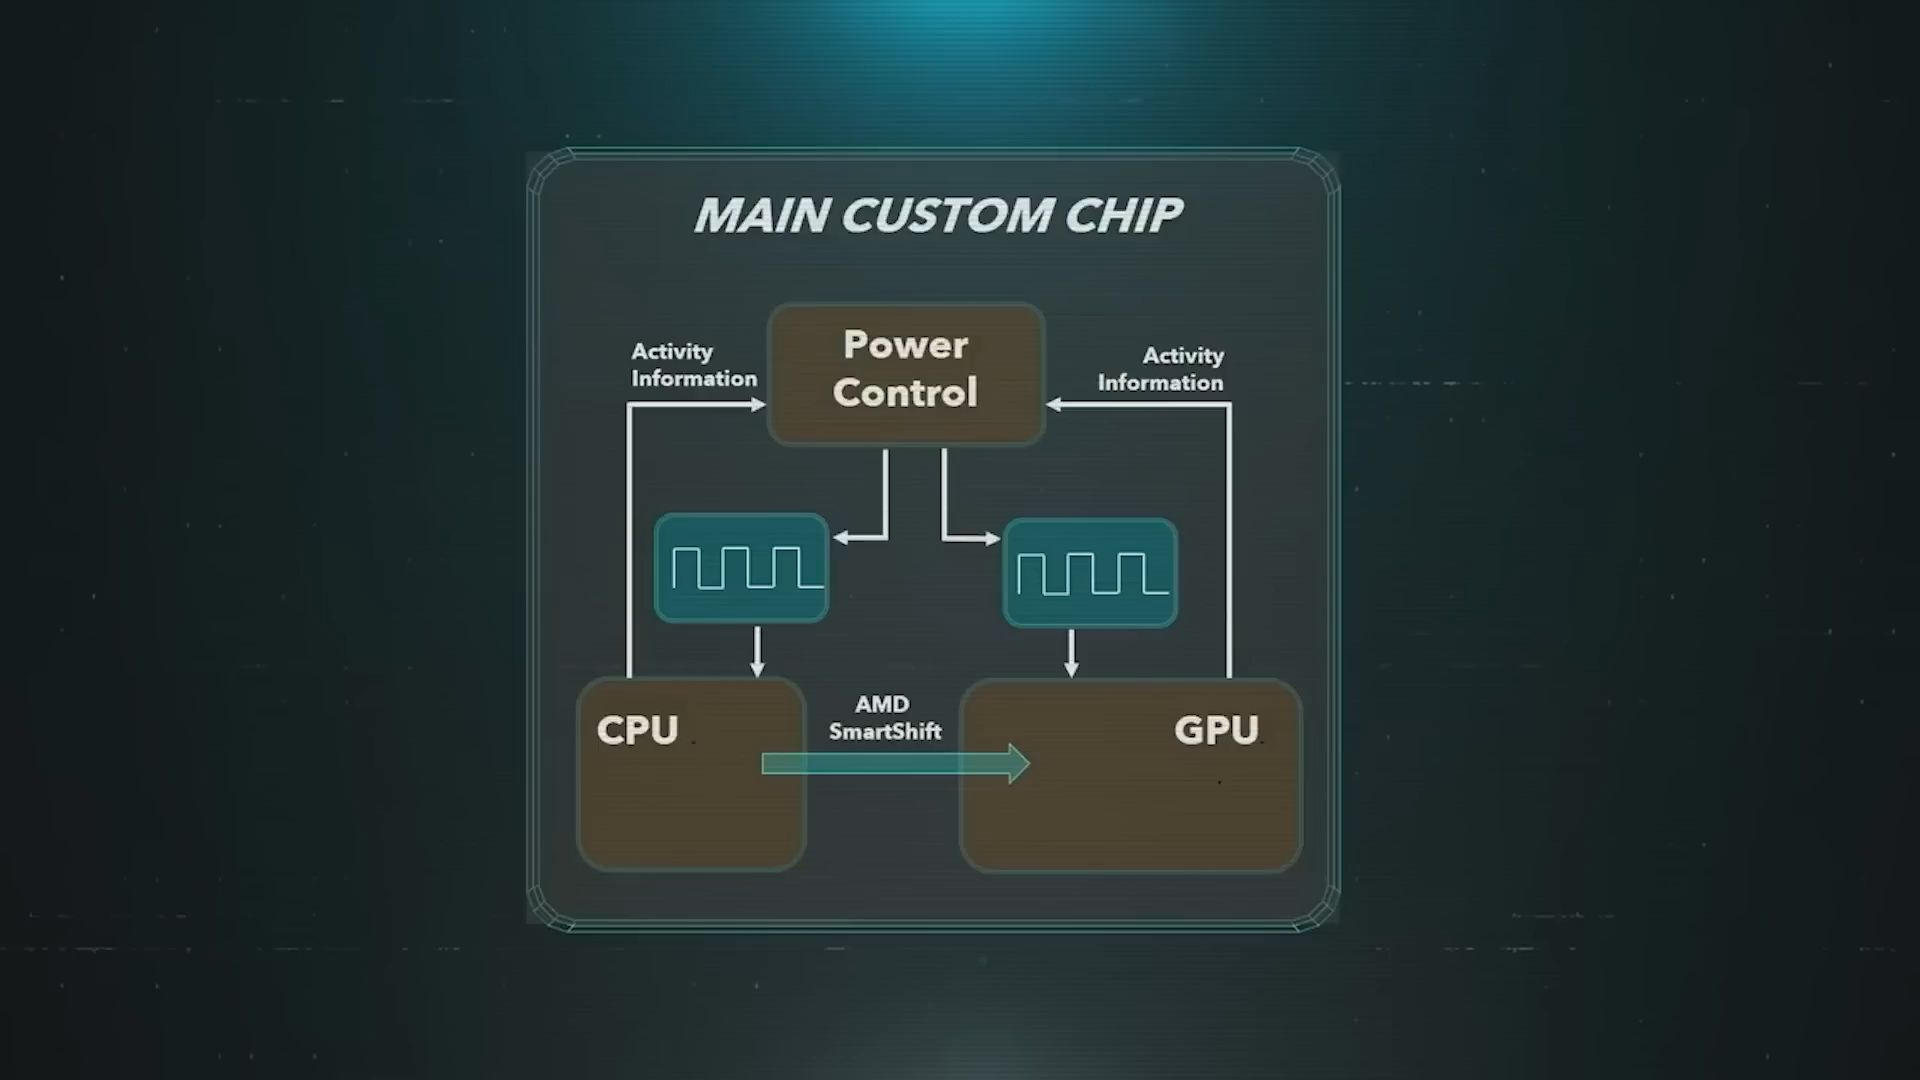 MAIN CUSTOM CHIP
Power
Control
Activity
Information
Activity
Information
CPU
AMD
SmartShift
GPU